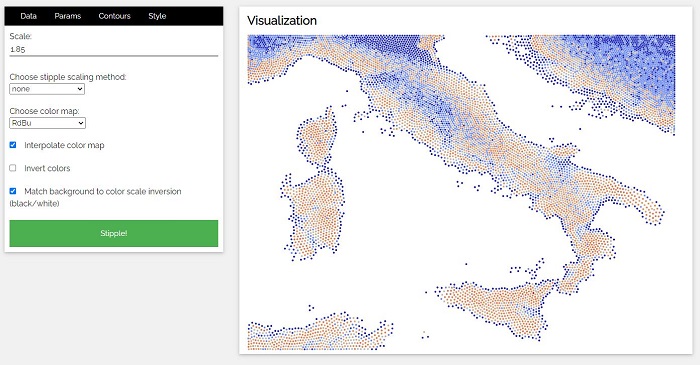 Data Params Contours Style
Visualization
Scale:
1.85
Choose stipple scaling method:
none
Choose color map:
RdBu
Interpolate color map
Invert colors
Match background to color scale inversion
(black/white)
Stipple!